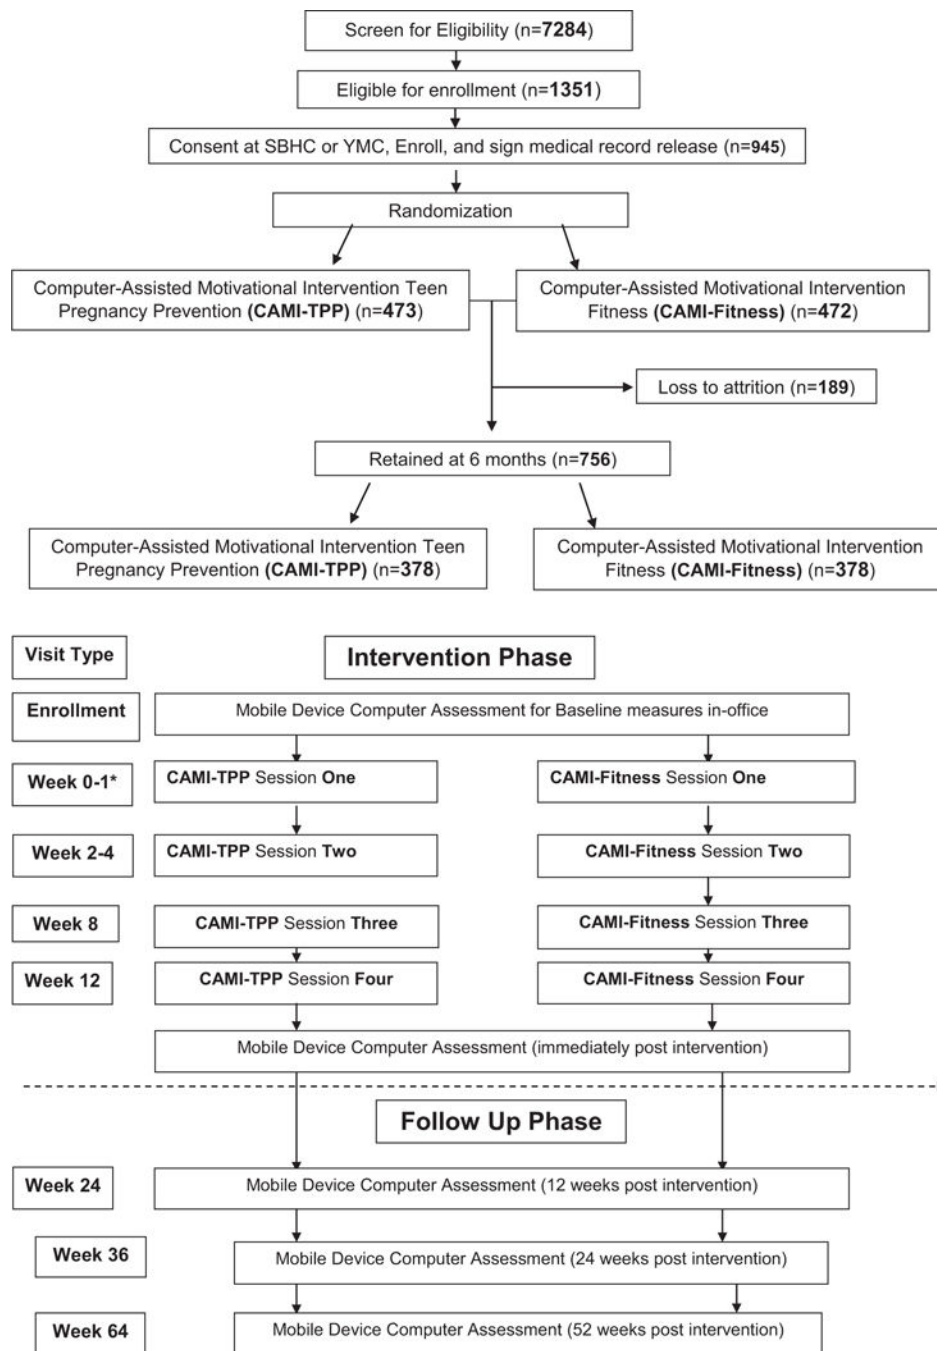 Screen for Eligibility (n=7284)
Eligible for enrollment (n=1351)
Consent at SBHC or YMC, Enroll, and sign medical record release (n=945)
Randomization
Computer-Assisted Motivational Intervention Teen
Pregnancy Prevention (CAMI-TPP) (n=473)
Computer-Assisted Motivational Intervention
Fitness (CAMI-Fitness) (n=472)
Loss to attrition (n=189)
Retained at 6 months (n=756)
Computer-Assisted Motivational Intervention Teen
Pregnancy Prevention (CAMI-TPP) (n=378)
Computer-Assisted Motivational Intervention
Fitness (CAMI-Fitness) (n=378)
Visit Type
Intervention Phase
Enrollment
Mobile Device Computer Assessment for Baseline measures in-office
Week 0-1*
CAMI-TPP Session One
CAMI-Fitness Session One
Week 2-4
CAMI-TPP Session Two
CAMI-Fitness Session Two
Week 8
CAMI-TPP Session Three
CAMI-Fitness Session Three
Week 12
CAMI-TPP Session Four
CAMI-Fitness Session Four
Mobile Device Computer Assessment (immediately post intervention)
Follow Up Phase
Week 24
Mobile Device Computer Assessment (12 weeks post intervention)
Week 36
Mobile Device Computer Assessment (24 weeks post intervention)
Week 64
Mobile Device Computer Assessment (52 weeks post intervention)